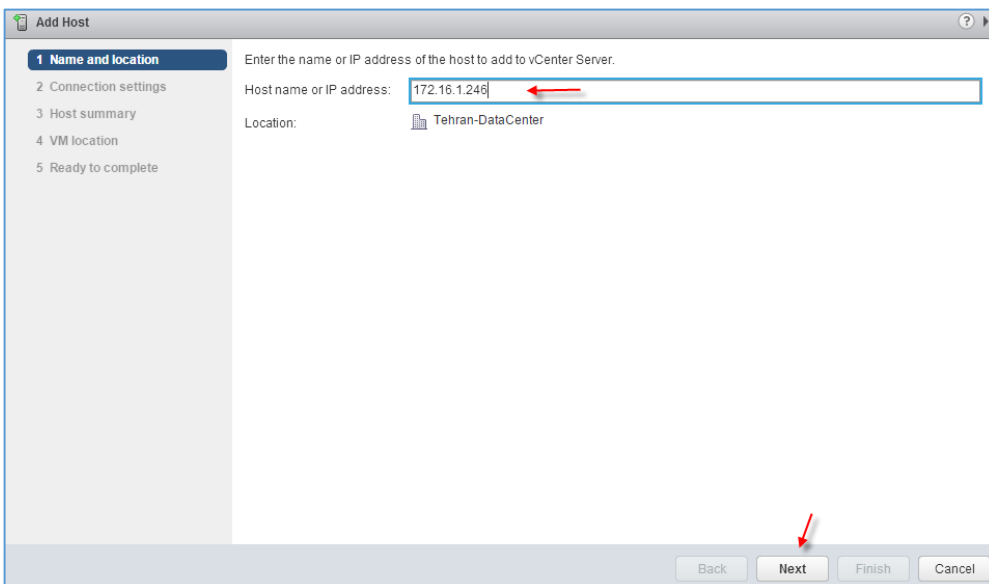 Add Host
?
1 Name and location
2 Connection settings
3 Host summary
4 VM location
5 Ready to complete
Enter the name or IP address of the host to add to vCenter Server.
Host name or IP address: 172.16.1.246
Location: Tehran-DataCenter
Back Next Finish Cancel